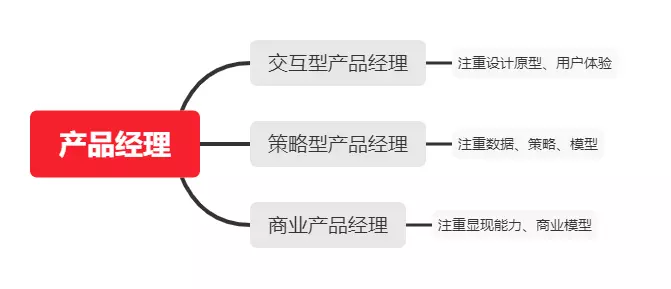 产品经理
交互型产品经理
注重设计原型、用户体验
策略型产品经理
注重数据、策略、模型
商业产品经理
注重显现能力、商业模型